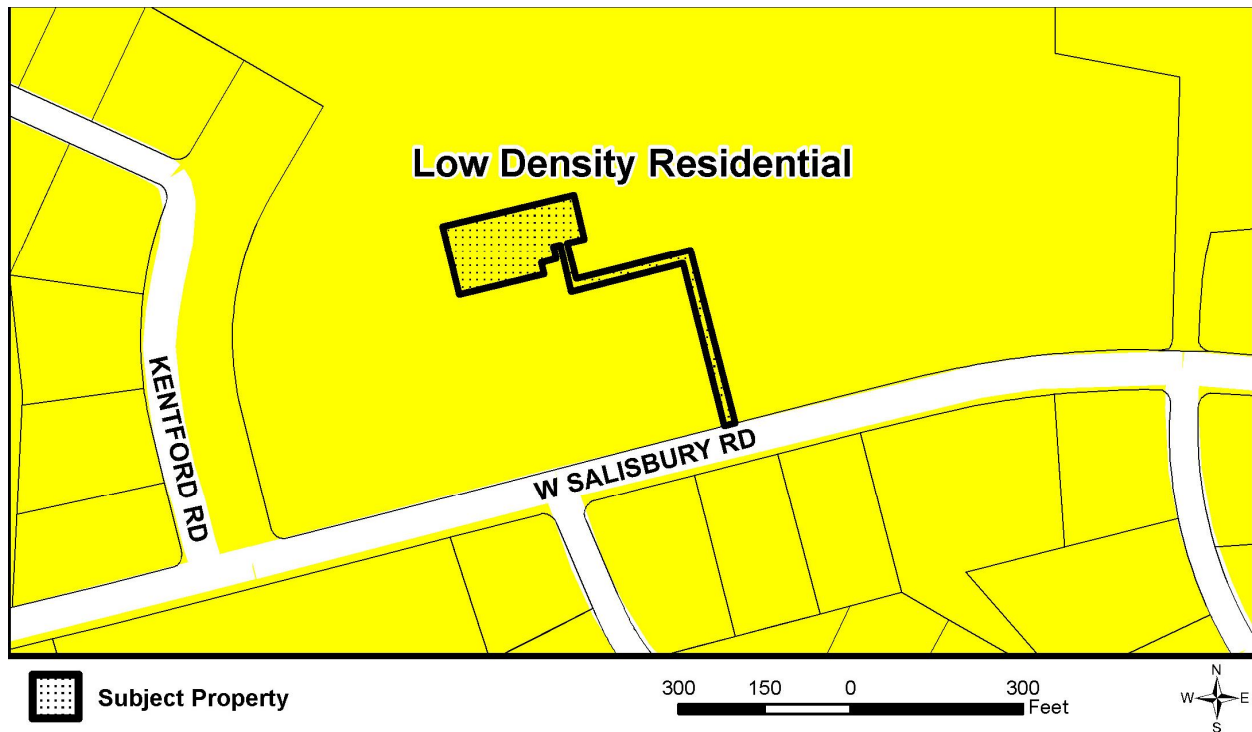 Low Density Residential
KENTFORD RD
W SALISBURY RD
Subject Property
300 150 0 300
Feet
N
W E
S